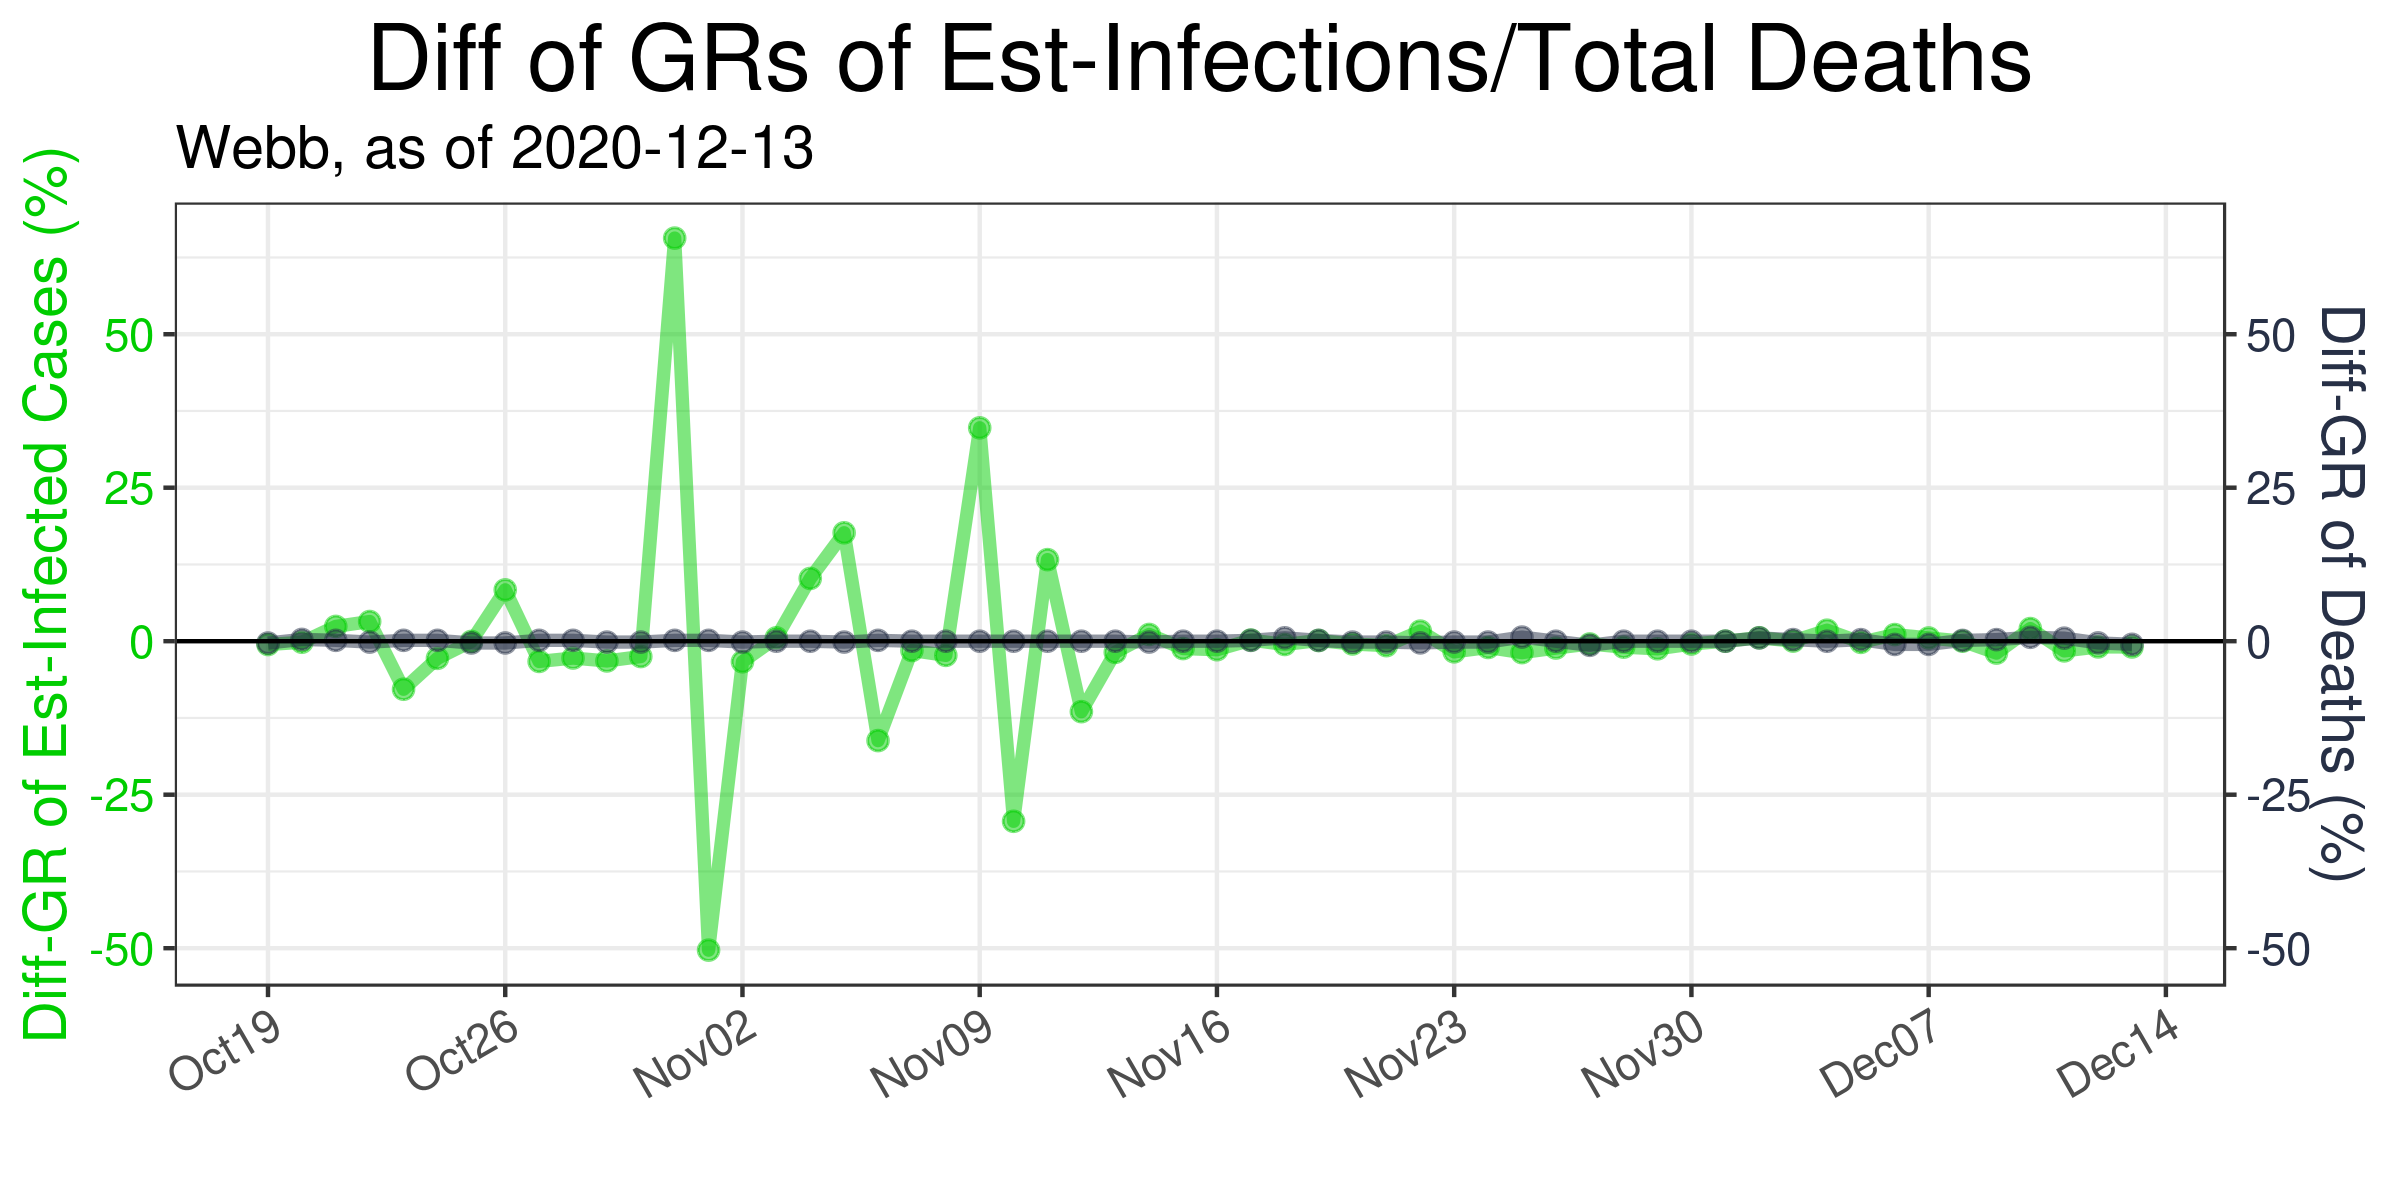 Diff of GRs of Est-Infections/Total Deaths
Webb, as of 2020-12-13
Diff-GR of Est-Infected Cases (%)
50
25
0
-25
-50
50
25
0
-25
-50
Diff-GR of Deaths (%)
Oct19
Oct26
Nov02
Nov09
Nov16
Nov23
Nov30
Dec07
Dec14